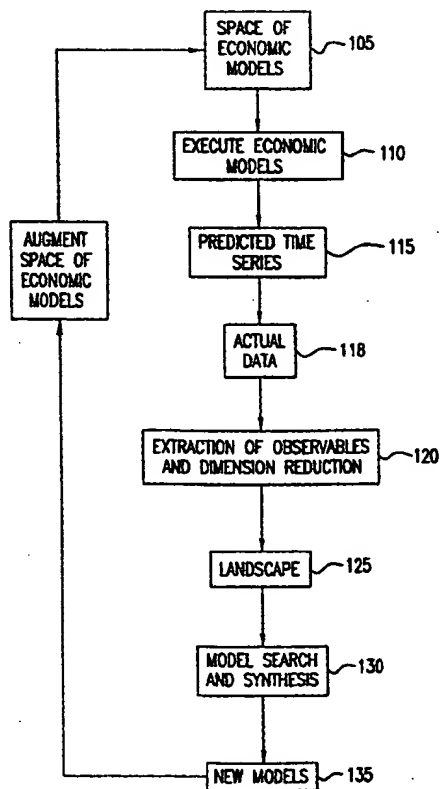 SPACE OF
ECONOMIC
MODELS
105
EXECUTE ECONOMIC
MODELS
110
PREDICTED TIME
SERIES
115
AUGMENT
SPACE OF
ECONOMIC
MODELS
ACTUAL
DATA
118
EXTRACTION OF OBSERVABLES
AND DIMENSION REDUCTION
120
LANDSCAPE
125
MODEL SEARCH
AND SYNTHESIS
130
NEW MODELS
135